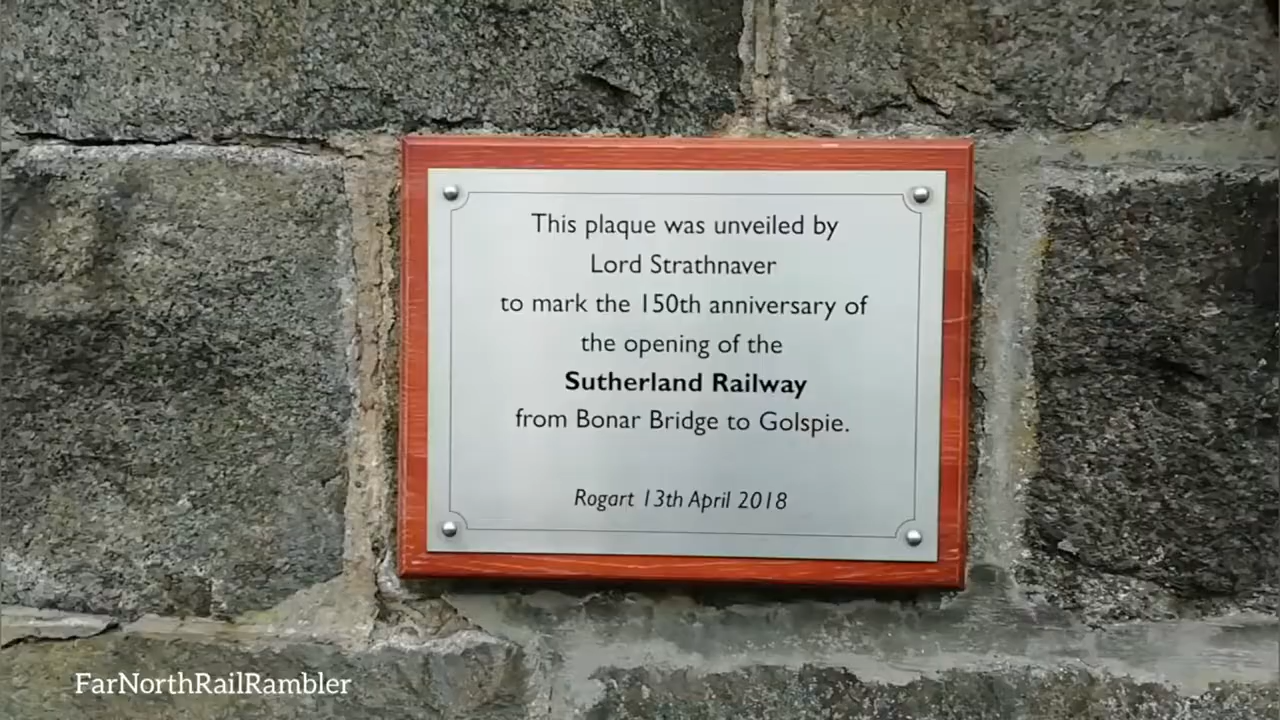 This plaque was unveiled by
Lord Strathnaver
to mark the 150th anniversary of
the opening of the
Sutherland Railway
from Bonar Bridge to Golspie.
Rogart 13th April 2018
FarNorthRailRambler